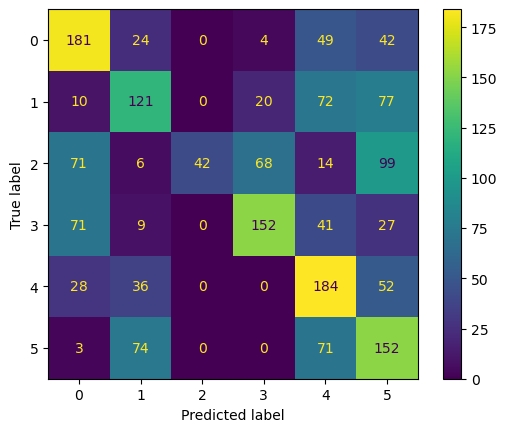 0 181 24 0 4 49 42
1 10 121 0 20 72 77
2 71 6 42 68 14 99
3 71 9 0 152 41 27
4 28 36 0 0 184 52
5 3 74 0 0 71 152
0 1 2 3 4 5
Predicted label
True label
175
150
125
100
75
50
25
0